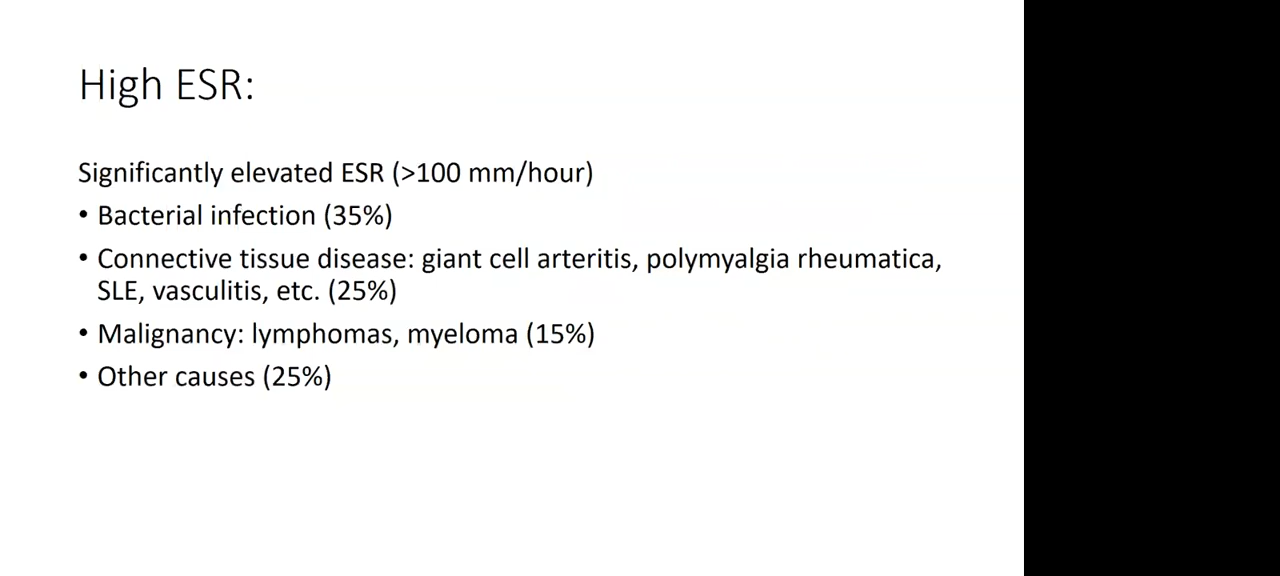 High ESR:
Significantly elevated ESR (>100 mm/hour)
• Bacterial infection (35%)
• Connective tissue disease: giant cell arteritis, polymyalgia rheumatica,
SLE, vasculitis, etc. (25%)
• Malignancy: lymphomas, myeloma (15%)
• Other causes (25%)